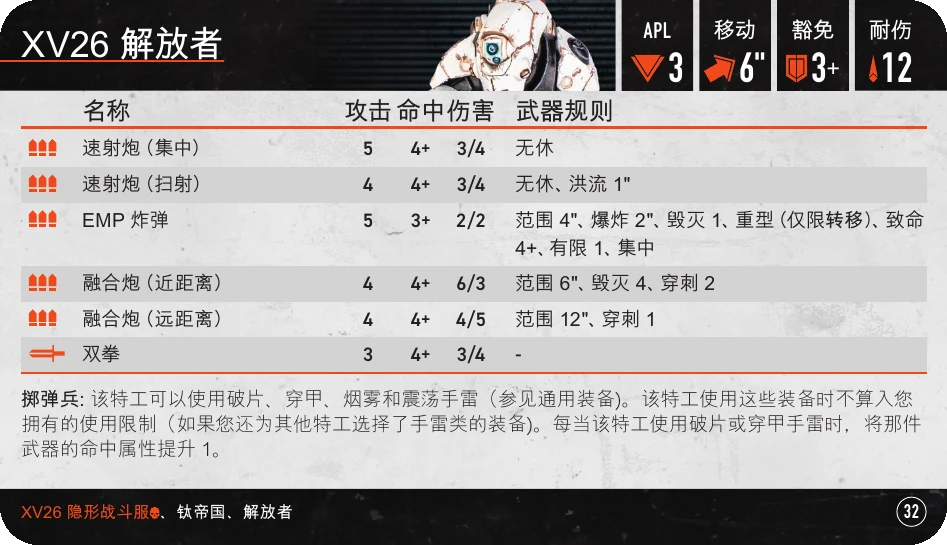 XV26 解放者
APL 移动 豁免 耐伤
3 6" 3+ 12
名称 攻击 命中 伤害 武器规则
速射炮（集中） 5 4+ 3/4 无休
速射炮（扫射） 4 4+ 3/4 无休、洪流 1"
EMP 炸弹 5 3+ 2/2 范围 4"、爆炸 2"、毁灭 1、重型（仅限转移）、致命
4+、有限 1、集中
融合炮（近距离） 4 4+ 6/3 范围 6"、毁灭 4、穿刺 2
融合炮（远距离） 4 4+ 4/5 范围 12"、穿刺 1
双拳 3 4+ 3/4 -
掷弹兵: 该特工可以使用破片、穿甲、烟雾和震荡手雷（参见通用装备)。该特工使用这些装备时不算入您
拥有的使用限制（如果您还为其他特工选择了手雷类的装备)。每当该特工使用破片或穿甲手雷时，将那件
武器的命中属性提升 1。
XV26 隐形战斗服、钛帝国、解放者
32